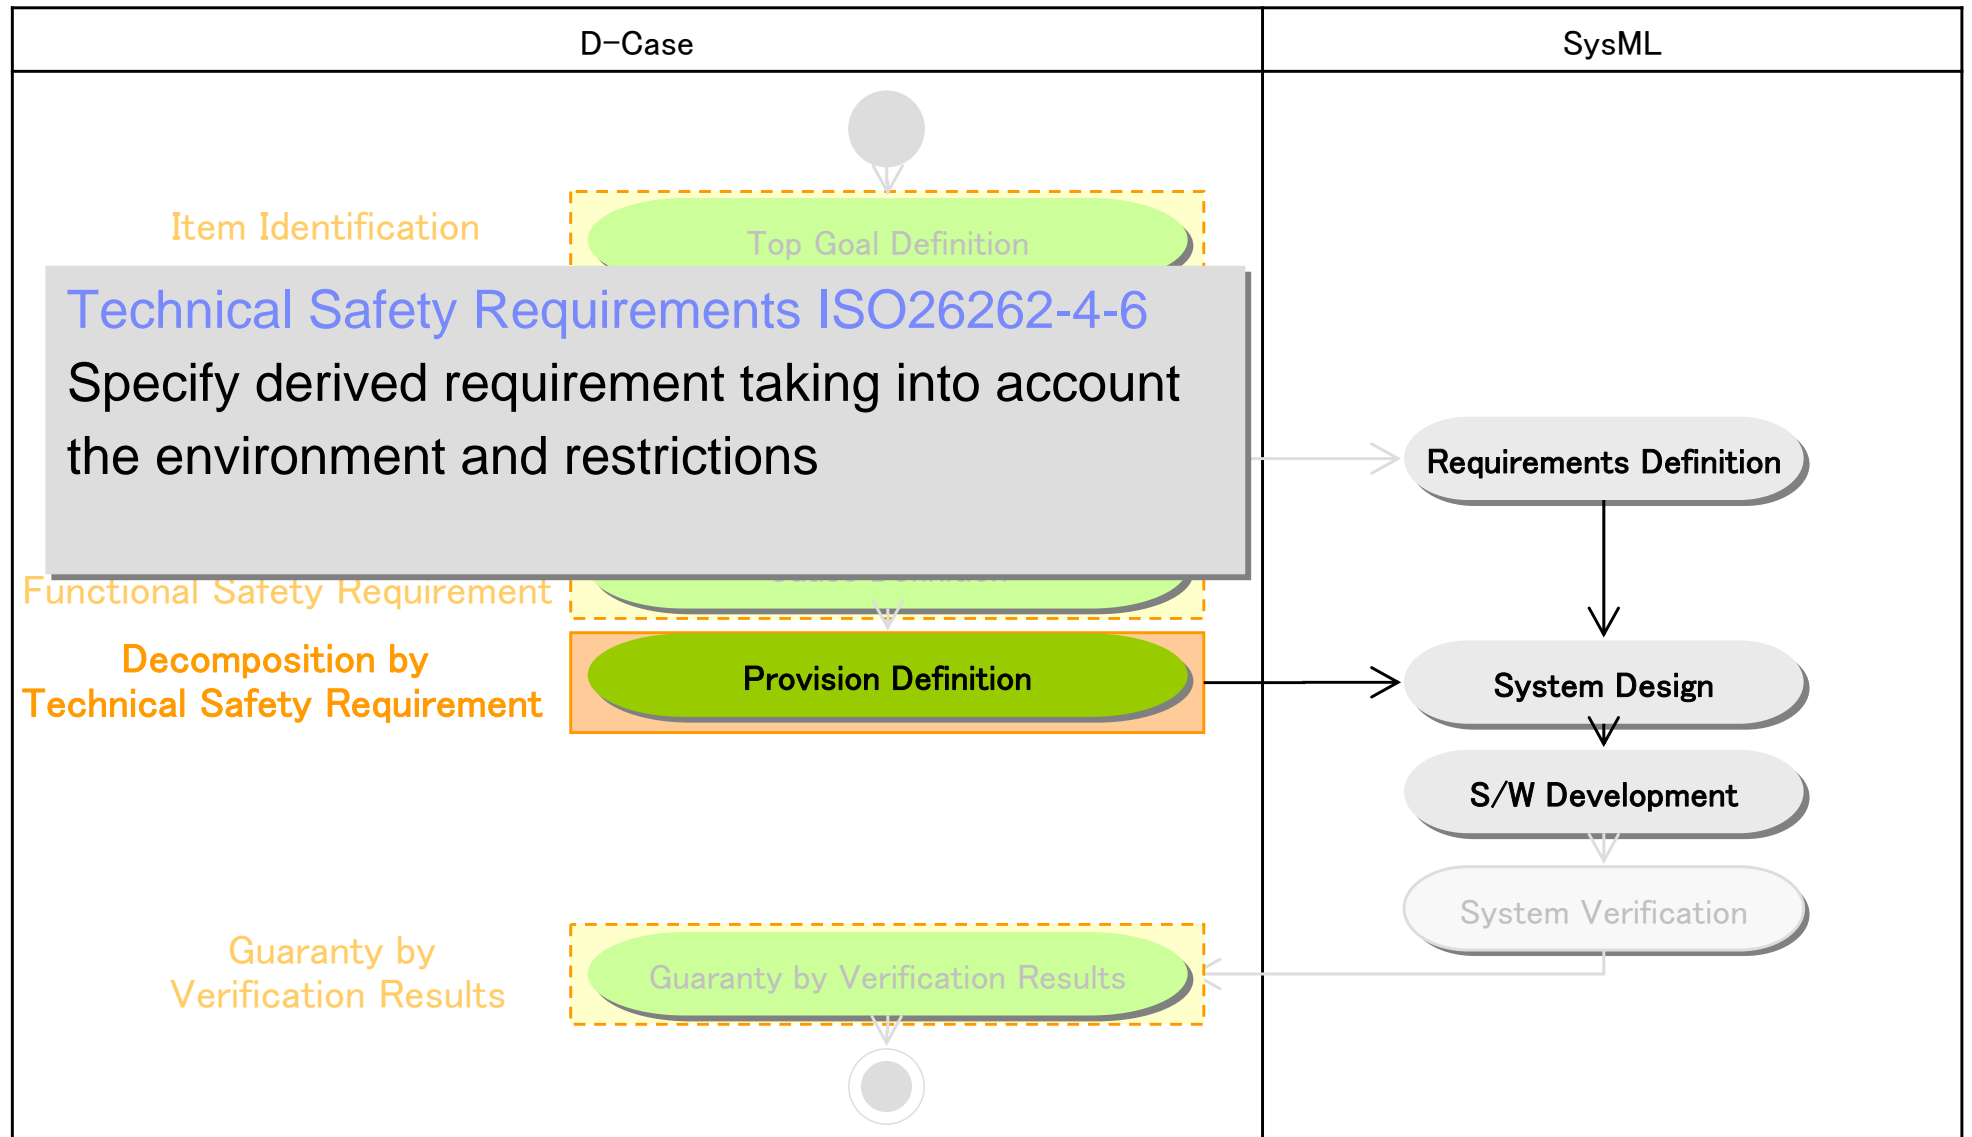 D-Case
SysML
Item Identification
Top Goal Definition
Technical Safety Requirements ISO26262-4-6
Specify derived requirement taking into account
the environment and restrictions
Requirements Definition
Functional Safety Requirement
Definition
Decomposition by
Technical Safety Requirement
Provision Definition
System Design
S/W Development
System Verification
Guaranty by
Verification Results
Guaranty by Verification Results